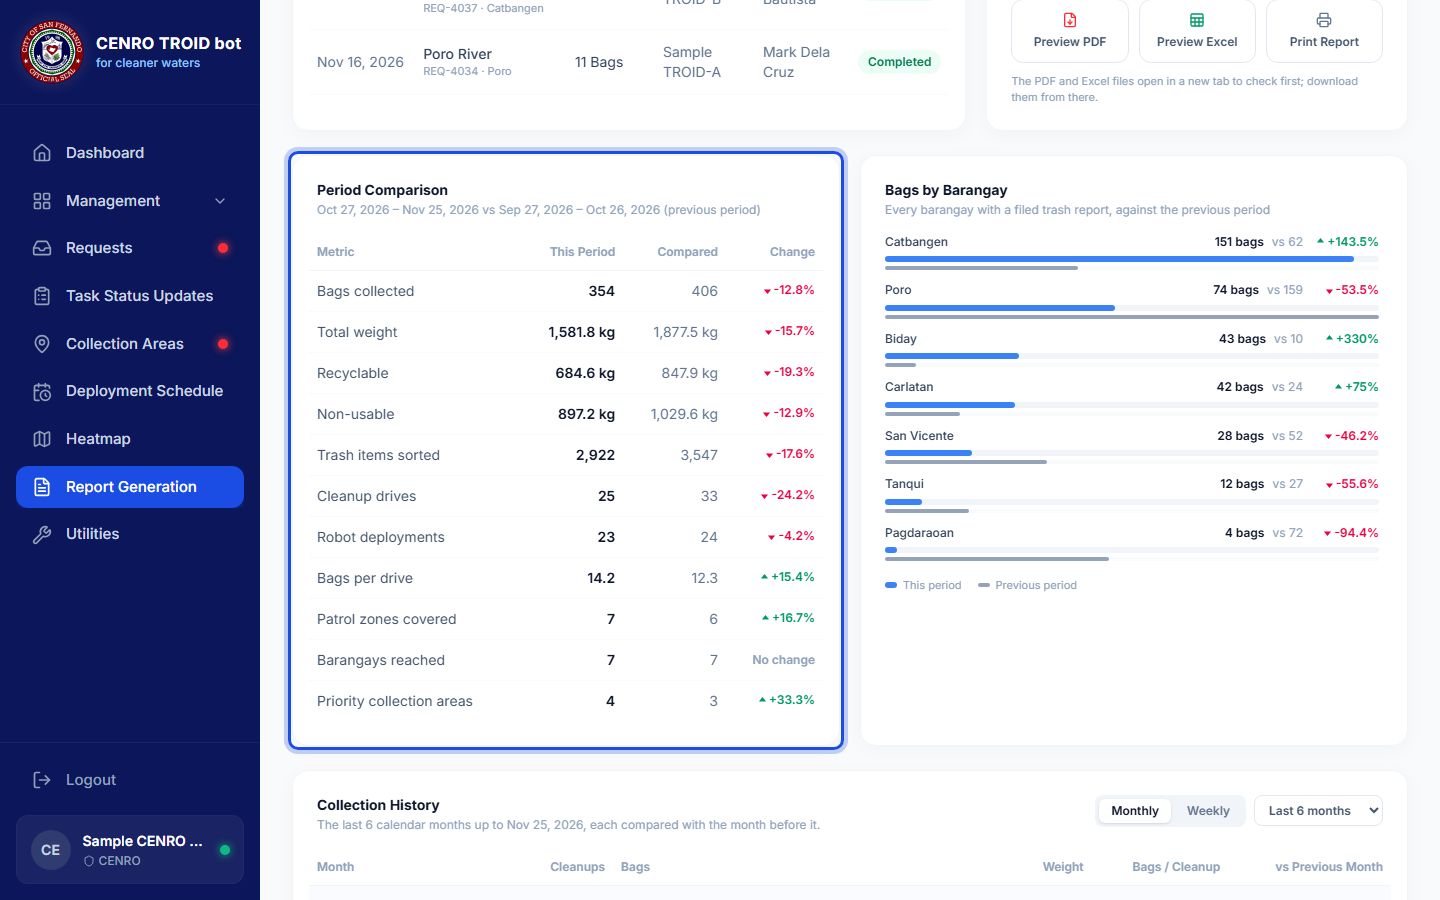 CITY OF SAN FERNANDO
OFFICIAL SEAL
CENRO TROID bot
for cleaner waters
Dashboard
Management
Requests
Task Status Updates
Collection Areas
Deployment Schedule
Heatmap
Report Generation
Utilities
Logout
CE
Sample CENRO ...
CENRO
REQ-4037 · Catbangen
TROID-B
Bautista
Nov 16, 2026
Poro River
REQ-4034 · Poro
11 Bags
Sample
TROID-A
Mark Dela
Cruz
Completed
Preview PDF
Preview Excel
Print Report
The PDF and Excel files open in a new tab to check first; download
them from there.
Period Comparison
Oct 27, 2026 – Nov 25, 2026 vs Sep 27, 2026 – Oct 26, 2026 (previous period)
Metric This Period Compared Change
Bags collected 354 406 -12.8%
Total weight 1,581.8 kg 1,877.5 kg -15.7%
Recyclable 684.6 kg 847.9 kg -19.3%
Non-usable 897.2 kg 1,029.6 kg -12.9%
Trash items sorted 2,922 3,547 -17.6%
Cleanup drives 25 33 -24.2%
Robot deployments 23 24 -4.2%
Bags per drive 14.2 12.3 +15.4%
Patrol zones covered 7 6 +16.7%
Barangays reached 7 7 No change
Priority collection areas 4 3 +33.3%
Bags by Barangay
Every barangay with a filed trash report, against the previous period
Catbangen 151 bags vs 62 +143.5%
Poro 74 bags vs 159 -53.5%
Biday 43 bags vs 10 +330%
Carlatan 42 bags vs 24 +75%
San Vicente 28 bags vs 52 -46.2%
Tanqui 12 bags vs 27 -55.6%
Pagdaraoan 4 bags vs 72 -94.4%
This period Previous period
Collection History
The last 6 calendar months up to Nov 25, 2026, each compared with the month before it.
Monthly Weekly Last 6 months
Month Cleanups Bags Weight Bags / Cleanup vs Previous Month